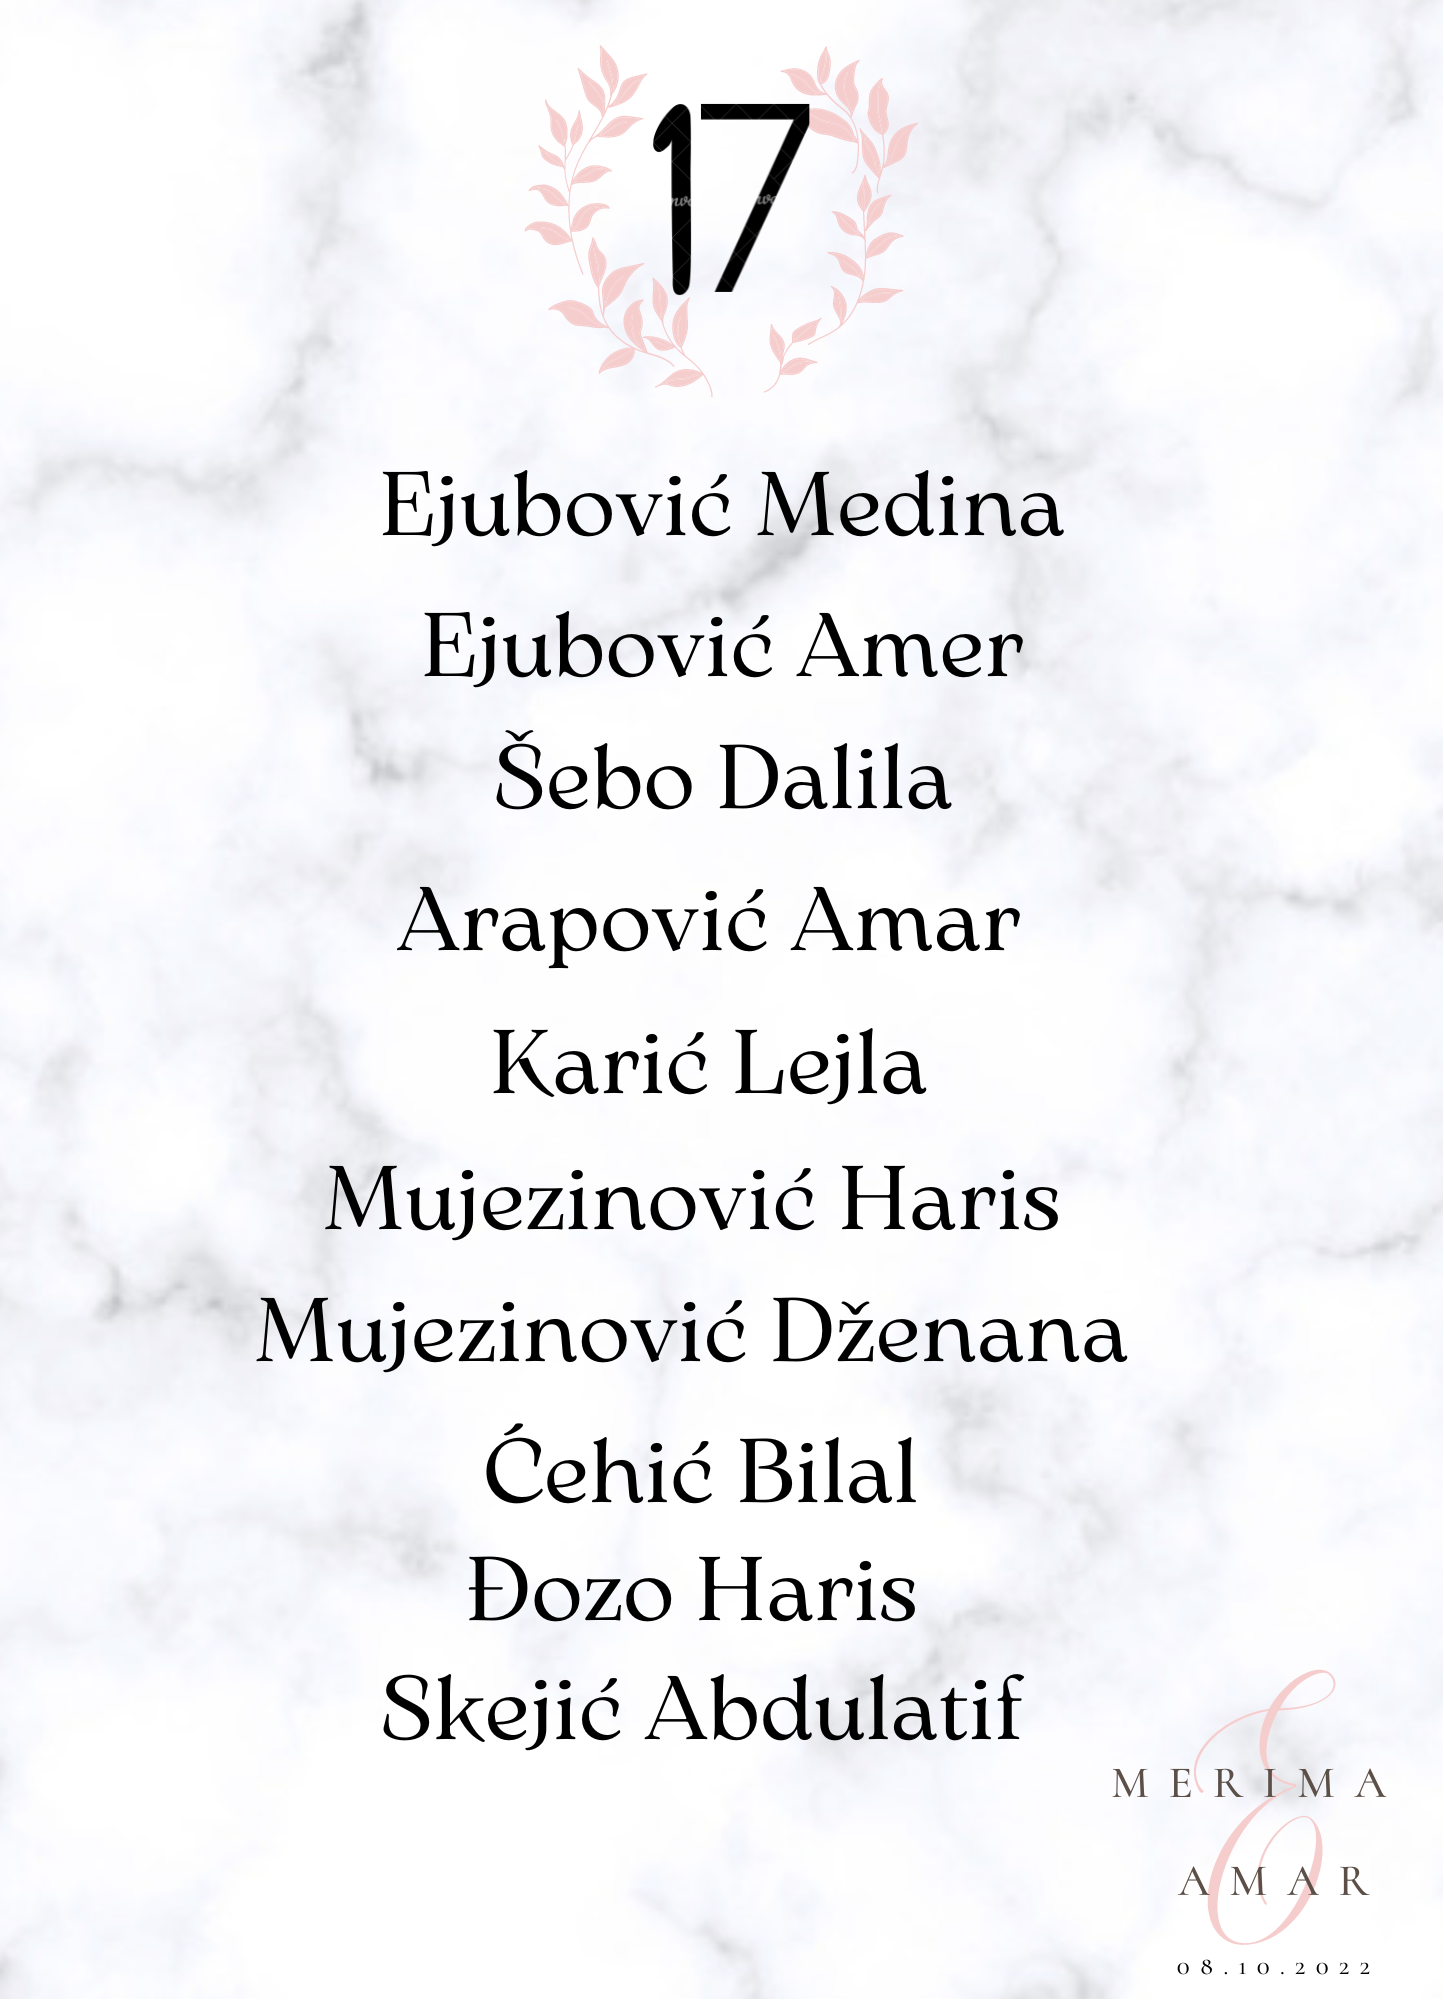 17
Ejubović Medina
Ejubović Amer
Šebo Dalila
Arapović Amar
Karić Lejla
Mujezinović Haris
Mujezinović Dženana
Ćehić Bilal
Đozo Haris
Skejić Abdulatif
MERIMA
&
AMAR
08.10.2022